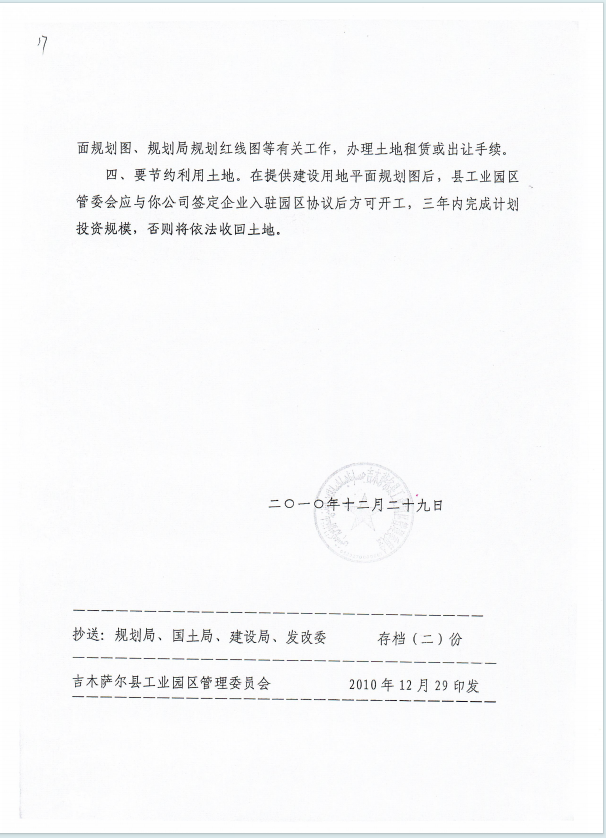 17
面规划图、规划局规划红线图等有关工作，办理土地租赁或出让手续。
四、要节约利用土地。在提供建设用地平面规划图后，县工业园区
管委会应与你公司签定企业入驻园区协议后方可开工，三年内完成计划
投资规模，否则将依法收回土地。
二〇一〇年十二月二十九日
抄送：规划局、国土局、建设局、发改委 存档（二）份
吉木萨尔县工业园区管理委员会 2010年12月29印发